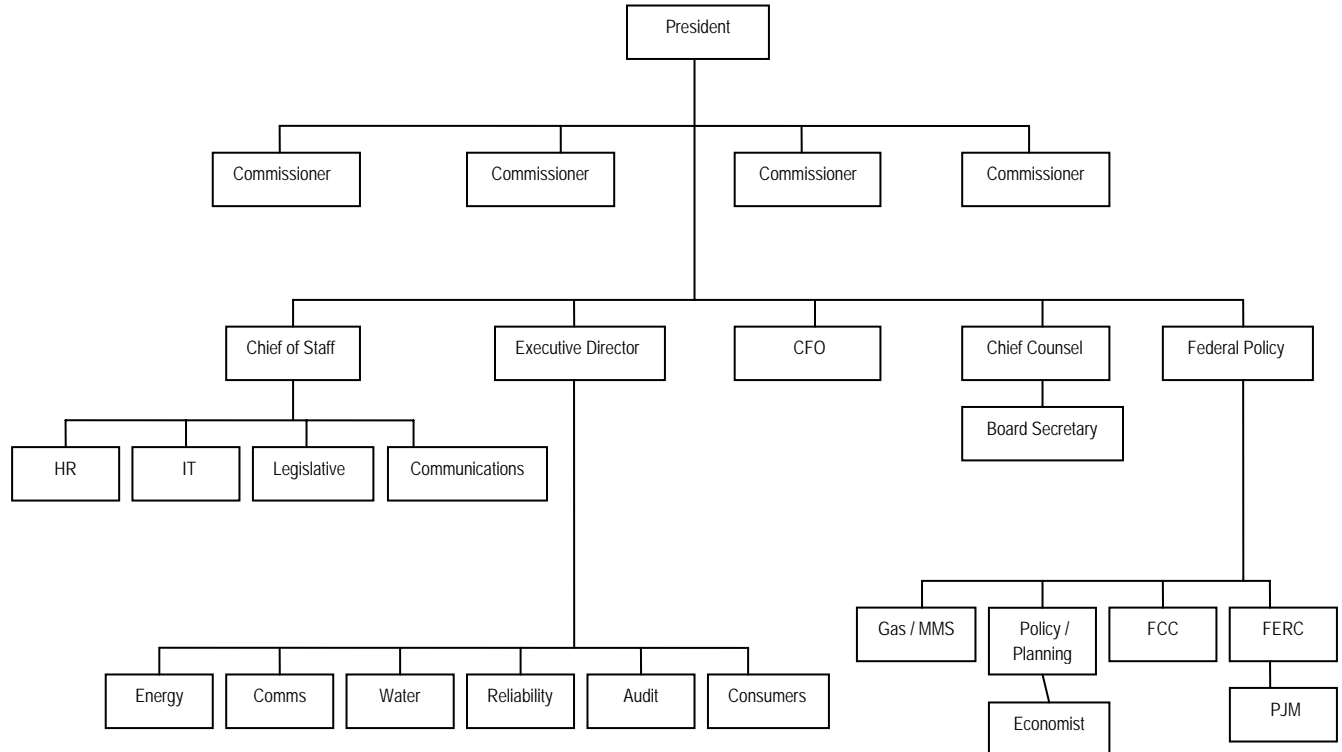 President
Commissioner
Commissioner
Commissioner
Commissioner
Chief of Staff
Executive Director
CFO
Chief Counsel
Federal Policy
Board Secretary
HR
IT
Legislative
Communications
Gas / MMS
Policy /
Planning
FCC
FERC
Energy
Comms
Water
Reliability
Audit
Consumers
Economist
PJM